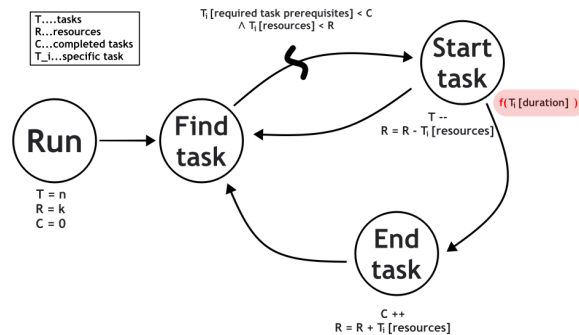 T....tasks
R...resources
C...completed tasks
T_i...specific task
Tᵢ [required task prerequisites] < C
∧ Tᵢ [resources] < R
Start
task
f( Tᵢ [duration] )
T --
R = R - Tᵢ [resources]
Run
Find
task
T = n
R = k
C = 0
End
task
C ++
R = R + Tᵢ [resources]